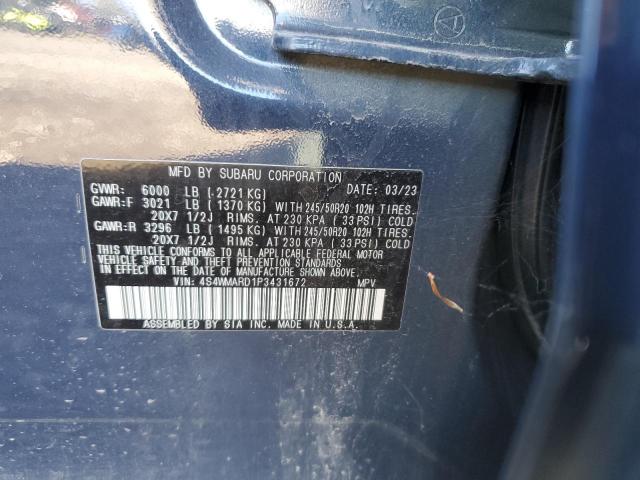 MFD BY SUBARU CORPORATION
GVWR: 6000 LB (2721 KG) DATE: 03/23
GAWR:F 3021 LB (1370 KG) WITH 245/50R20 102H TIRES.
20X7 1/2J RIMS. AT 230 KPA (33 PSI) COLD
GAWR:R 3296 LB (1495 KG) WITH 245/50R20 102H TIRES.
20X7 1/2J RIMS. AT 230 KPA (33 PSI) COLD
THIS VEHICLE CONFORMS TO ALL APPLICABLE FEDERAL MOTOR
VEHICLE SAFETY AND THEFT PREVENTION STANDARDS IN EFFECT
ON THE DATE OF MANUFACTURE SHOWN ABOVE.
VIN: 4S4WMARD1P3431672 MPV
ASSEMBLED BY SIA INC. MADE IN U.S.A.